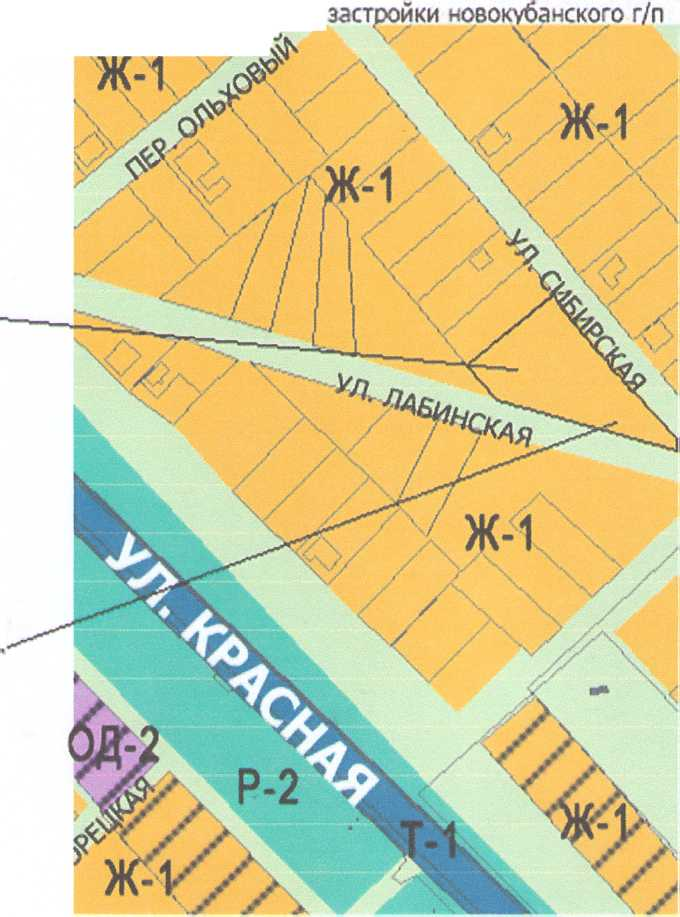 застройки новокубанского г/п
Ж-1
ПЕР. ОЛЬХОВЫЙ
Ж-1
Ж-1
УЛ. СИБИРСКАЯ
УЛ. ЛАБИНСКАЯ
Ж-1
УЛ. КРАСНАЯ
ОД-2
Р-2
Т-1
Ж-1
ОРЕЦКАЯ
Ж-1